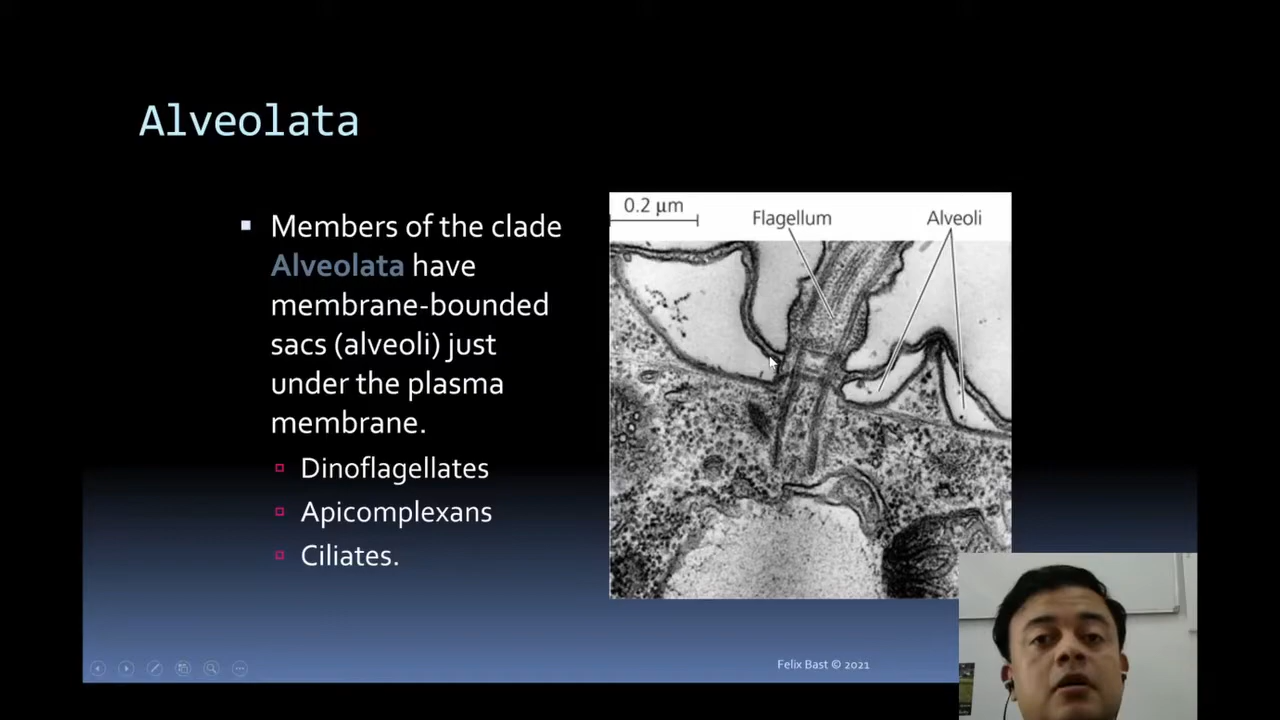 Alveolata
Members of the clade
Alveolata have
membrane-bounded
sacs (alveoli) just
under the plasma
membrane.
Dinoflagellates
Apicomplexans
Ciliates.
0.2 μm
Flagellum
Alveoli
Felix Bast © 2021